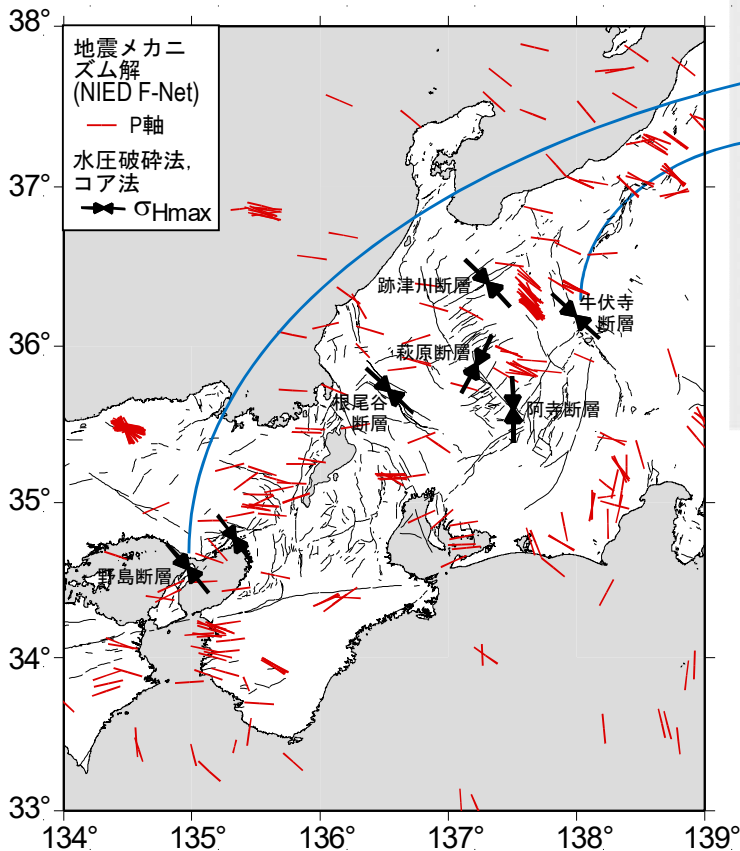 38°
地震メカニ
ズム解
(NIED F-Net)
P軸
水圧破砕法,
コア法
σHmax
37°
跡津川断層
牛伏寺
断層
36°
萩原断層
根尾谷
断層
阿寺断層
35°
野島断層
34°
33°
134°
135°
136°
137°
138°
139°